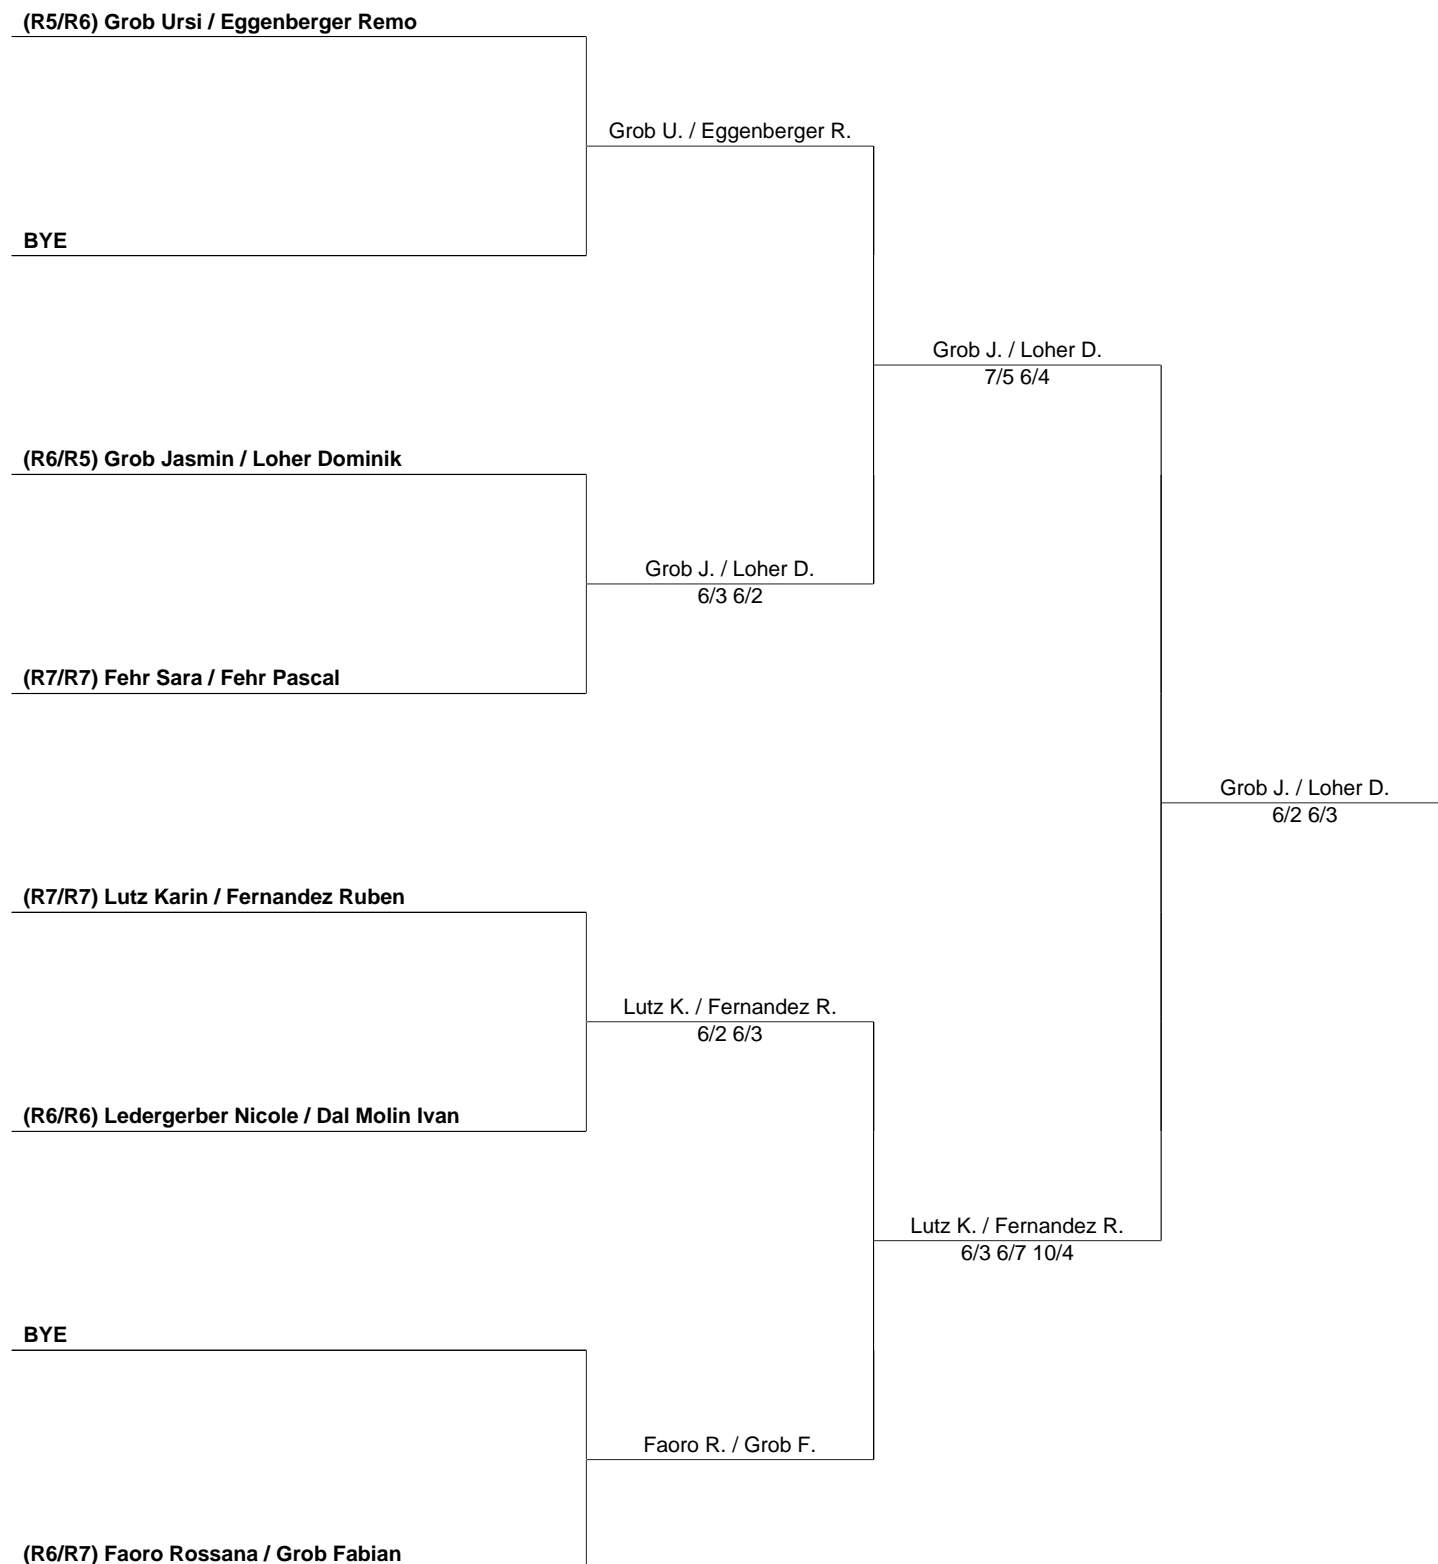 (R5/R6) Grob Ursi / Eggenberger Remo
Grob U. / Eggenberger R.
BYE
Grob J. / Loher D.
7/5 6/4
(R6/R5) Grob Jasmin / Loher Dominik
Grob J. / Loher D.
6/3 6/2
(R7/R7) Fehr Sara / Fehr Pascal
Grob J. / Loher D.
6/2 6/3
(R7/R7) Lutz Karin / Fernandez Ruben
Lutz K. / Fernandez R.
6/2 6/3
(R6/R6) Ledergerber Nicole / Dal Molin Ivan
Lutz K. / Fernandez R.
6/3 6/7 10/4
BYE
Faoro R. / Grob F.
(R6/R7) Faoro Rossana / Grob Fabian